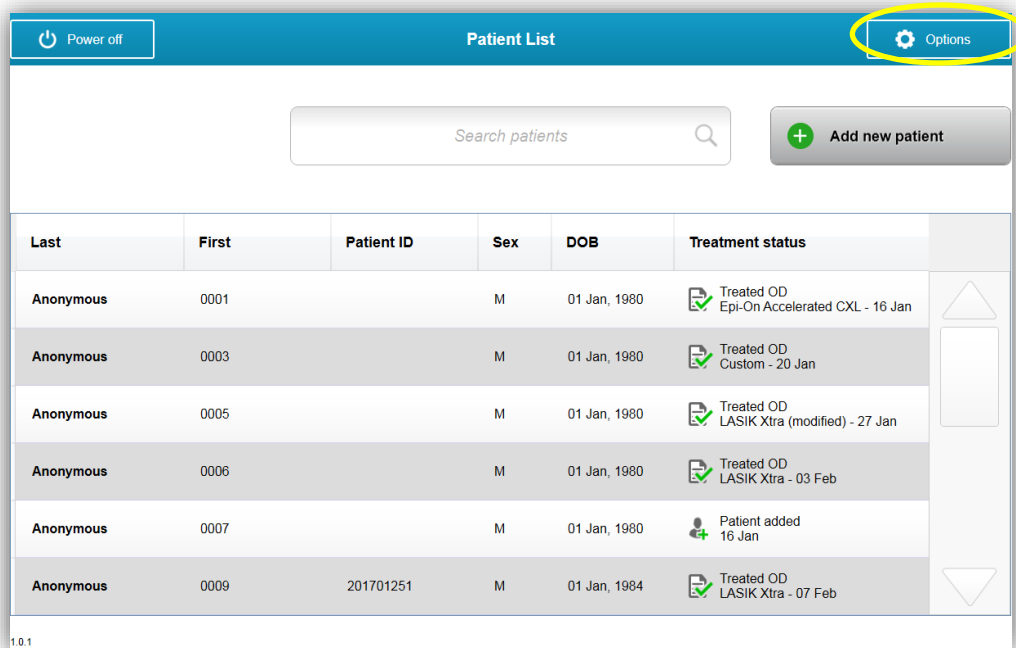 Power off
Patient List
Options
Search patients
Add new patient
Last First Patient ID Sex DOB Treatment status
Anonymous 0001 M 01 Jan, 1980 Treated OD
Epi-On Accelerated CXL - 16 Jan
Anonymous 0003 M 01 Jan, 1980 Treated OD
Custom - 20 Jan
Anonymous 0005 M 01 Jan, 1980 Treated OD
LASIK Xtra (modified) - 27 Jan
Anonymous 0006 M 01 Jan, 1980 Treated OD
LASIK Xtra - 03 Feb
Anonymous 0007 M 01 Jan, 1980 Patient added
16 Jan
Anonymous 0009 201701251 M 01 Jan, 1984 Treated OD
LASIK Xtra - 07 Feb
1.0.1